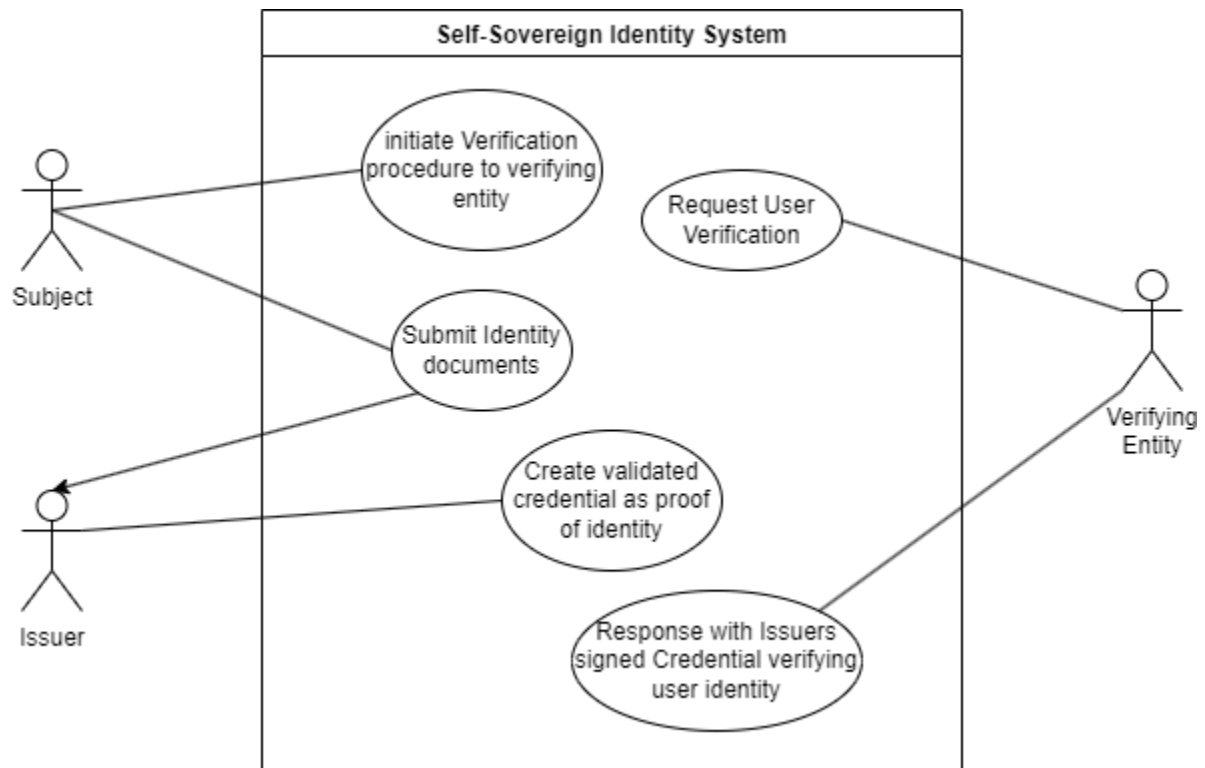 Self-Sovereign Identity System
initiate Verification
procedure to verifying
entity
Request User
Verification
Subject
Submit Identity
documents
Verifying
Entity
Create validated
credential as proof
of identity
Issuer
Response with Issuers
signed Credential verifying
user identity